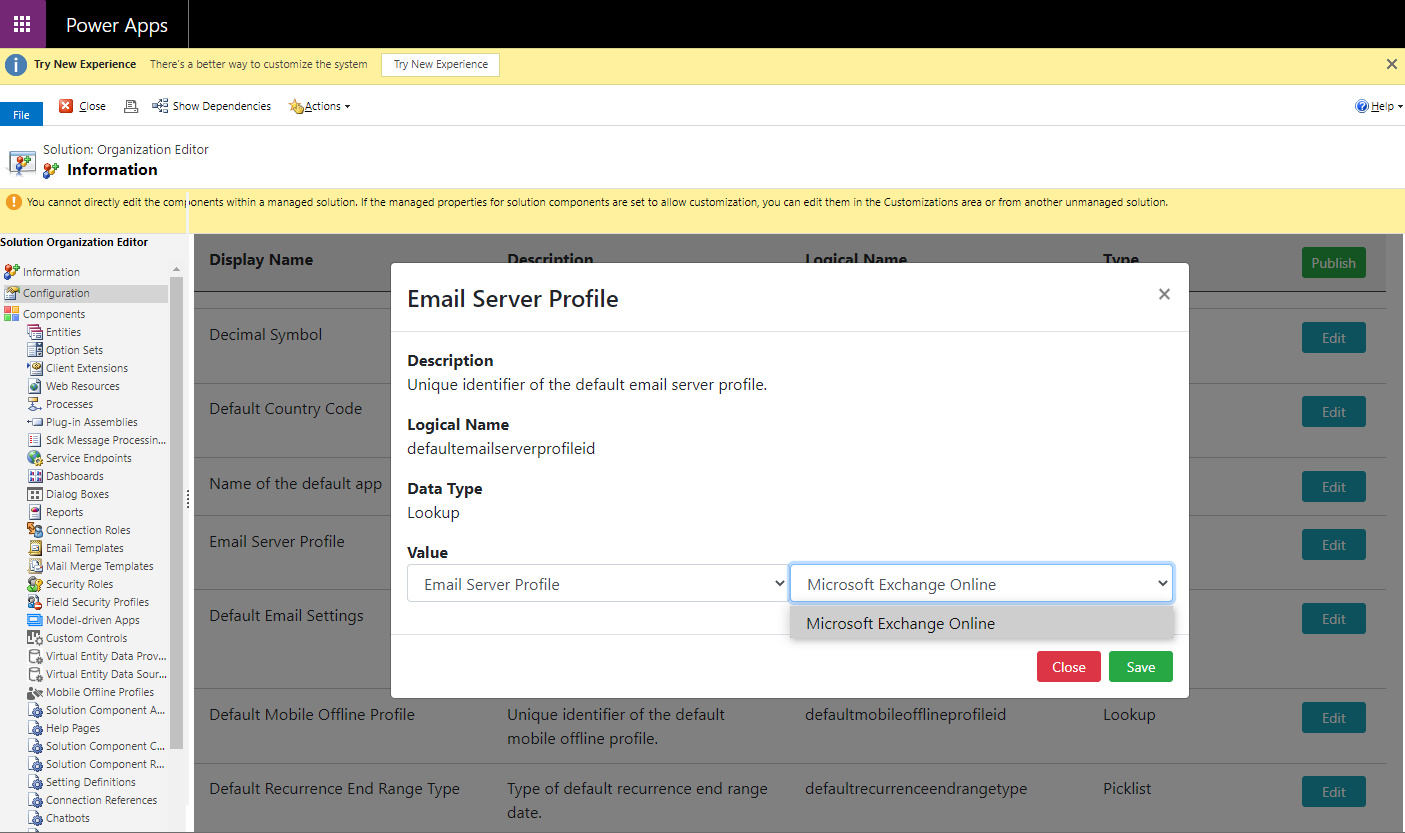 Power Apps
Try New Experience There's a better way to customize the system Try New Experience
File Close Show Dependencies Actions Help
Solution: Organization Editor
Information
You cannot directly edit the components within a managed solution. If the managed properties for solution components are set to allow customization, you can edit them in the Customizations area or from another unmanaged solution.
Solution Organization Editor
Information
Configuration
Components
Entities
Option Sets
Client Extensions
Web Resources
Processes
Plug-in Assemblies
Sdk Message Processin...
Service Endpoints
Dashboards
Dialog Boxes
Reports
Connection Roles
Email Templates
Mail Merge Templates
Security Roles
Field Security Profiles
Model-driven Apps
Custom Controls
Virtual Entity Data Prov...
Virtual Entity Data Sour...
Mobile Offline Profiles
Solution Component A...
Help Pages
Solution Component C...
Solution Component R...
Setting Definitions
Connection References
Chatbots
Display Name Description Logical Name Type Publish
Decimal Symbol Edit
Default Country Code Edit
Name of the default app Edit
Email Server Profile Edit
Default Email Settings Edit
Default Mobile Offline Profile Unique identifier of the default defaultmobileofflineprofileid Lookup Edit
mobile offline profile.
Default Recurrence End Range Type Type of default recurrence end range defaultrecurrenceendrangetype Picklist Edit
date.
Email Server Profile ×
Description
Unique identifier of the default email server profile.
Logical Name
defaultemailserverprofileid
Data Type
Lookup
Value
Email Server Profile Microsoft Exchange Online
Microsoft Exchange Online
Close Save